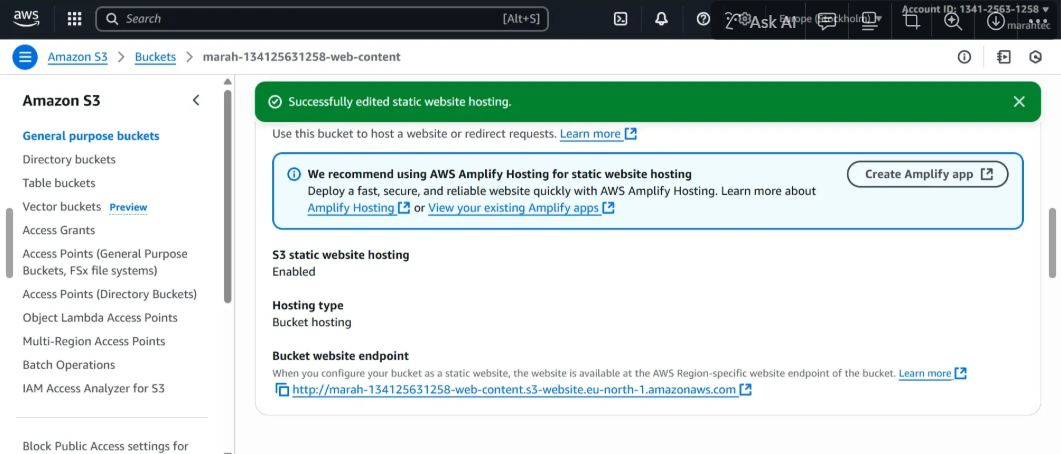 aws
Search
[Alt+S]
Ask AI
Europe (Stockholm)
Account ID: 1341-2563-1258
marantec
Amazon S3
Buckets
marah-134125631258-web-content
Amazon S3
General purpose buckets
Directory buckets
Table buckets
Vector buckets Preview
Access Grants
Access Points (General Purpose
Buckets, FSx file systems)
Access Points (Directory Buckets)
Object Lambda Access Points
Multi-Region Access Points
Batch Operations
IAM Access Analyzer for S3
Block Public Access settings for
Successfully edited static website hosting.
Use this bucket to host a website or redirect requests. Learn more
We recommend using AWS Amplify Hosting for static website hosting
Deploy a fast, secure, and reliable website quickly with AWS Amplify Hosting. Learn more about
Amplify Hosting or View your existing Amplify apps
Create Amplify app
S3 static website hosting
Enabled
Hosting type
Bucket hosting
Bucket website endpoint
When you configure your bucket as a static website, the website is available at the AWS Region-specific website endpoint of the bucket. Learn more
http://marah-134125631258-web-content.s3-website.eu-north-1.amazonaws.com